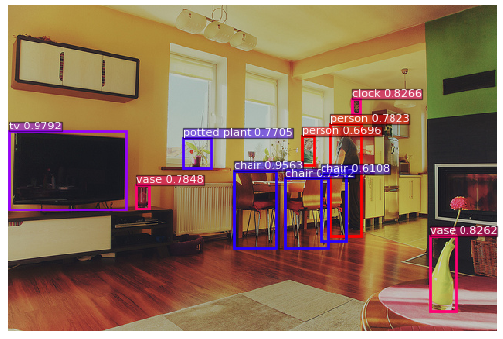 clock 0.8266
person 0.7823
tv 0.9792
person 0.6696
potted plant 0.7705
chair 0.9563
chair 0.6108
chair
vase 0.7848
vase 0.8262